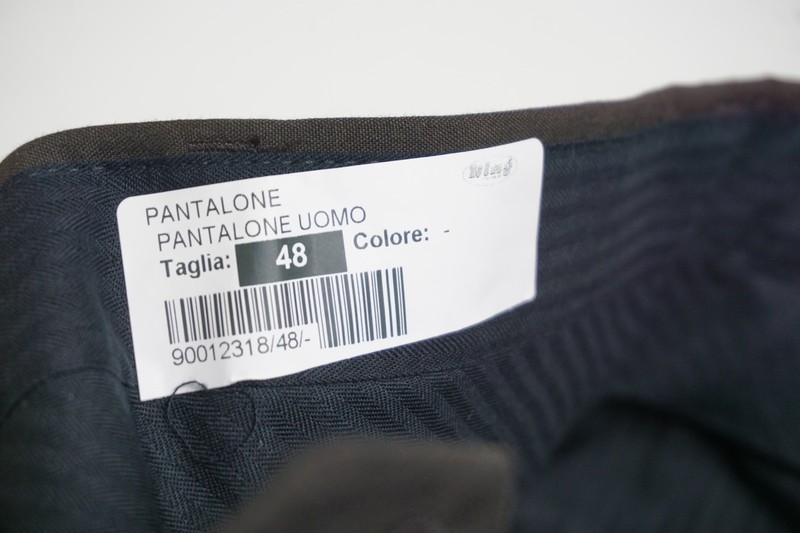 PANTALONE
PANTALONE UOMO
Taglia: 48 Colore: -
90012318/48/-